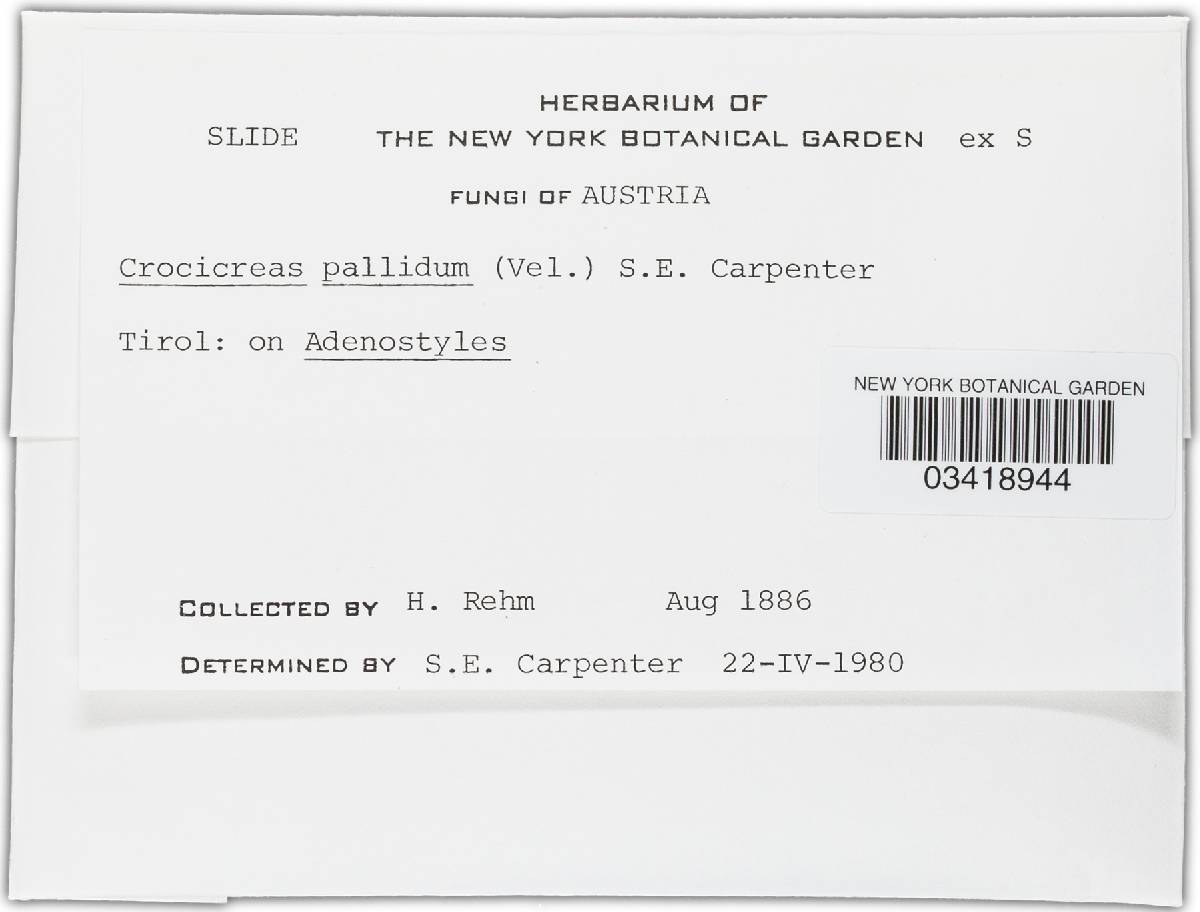 HERBARIUM OF
SLIDE THE NEW YORK BOTANICAL GARDEN ex S
FUNGI OF AUSTRIA
Crocicreas pallidum (Vel.) S.E. Carpenter
Tirol: on Adenostyles
NEW YORK BOTANICAL GARDEN
03418944
COLLECTED BY H. Rehm Aug 1886
DETERMINED BY S.E. Carpenter 22-IV-1980